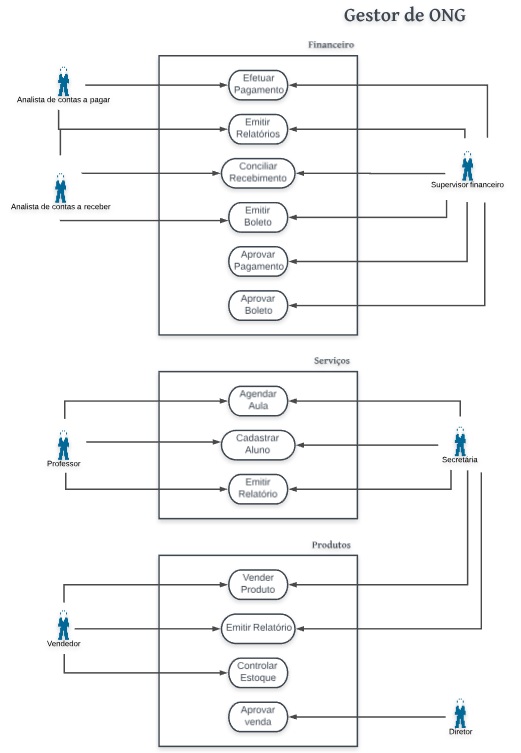 Gestor de ONG
Financeiro
Efetuar
Pagamento
Analista de contas a pagar
Emitir
Relatórios
Conciliar
Recebimento
Supervisor financeiro
Analista de contas a receber
Emitir
Boleto
Aprovar
Pagamento
Aprovar
Boleto
Serviços
Agendar
Aula
Cadastrar
Aluno
Professor
Secretária
Emitir
Relatório
Produtos
Vender
Produto
Emitir Relatório
Vendedor
Controlar
Estoque
Aprovar
venda
Diretor